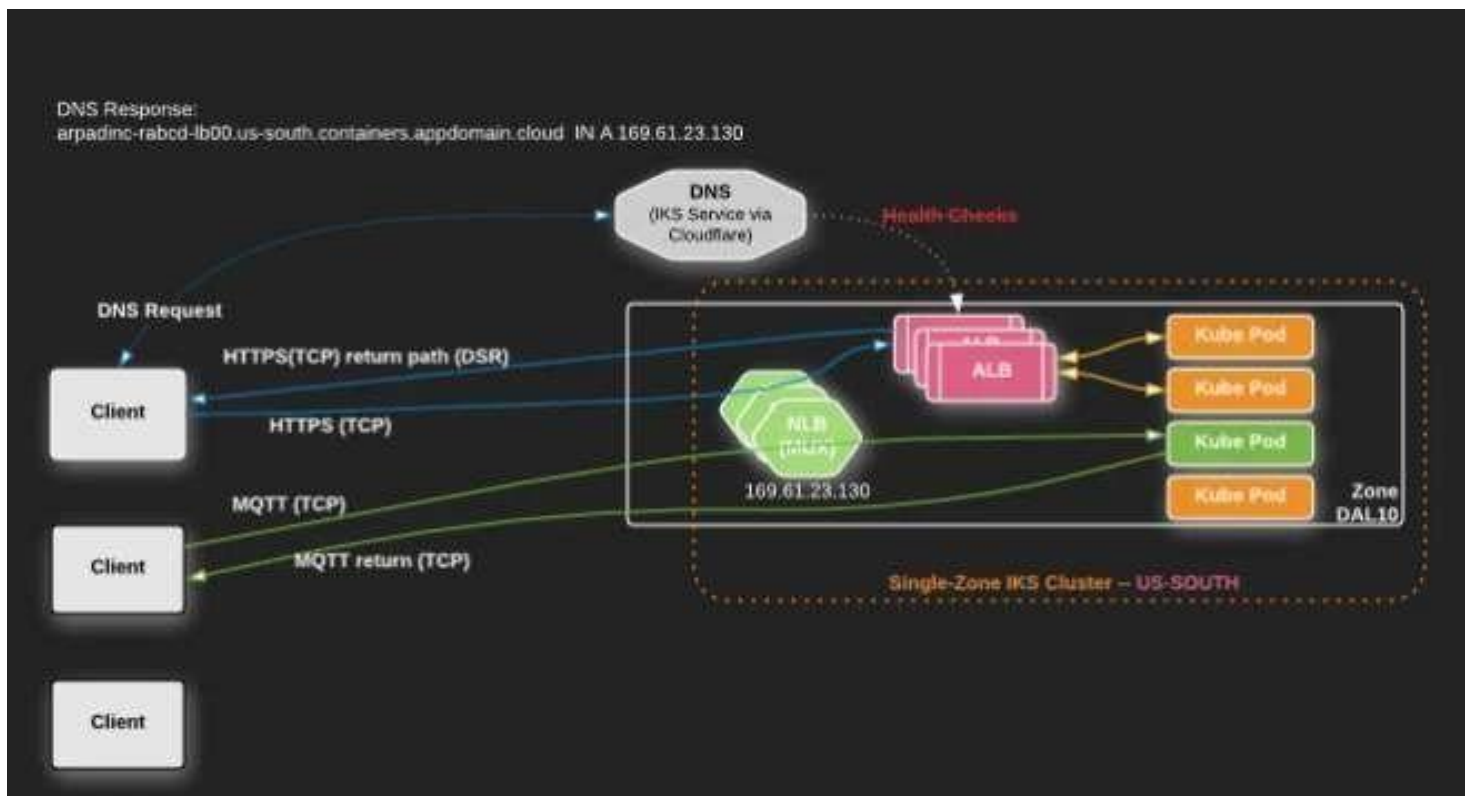 DNS Response:
arpadinc-rabcd-lb00.us-south.containers.appdomain.cloud IN A 169.61.23.130
DNS
(IKS Service via
Cloudflare)
Health Checks
DNS Request
HTTPS(TCP) return path (DSR)
ALB
ALB
Kube Pod
Kube Pod
Client
HTTPS (TCP)
NLB
(MUX)
Kube Pod
169.61.23.130
Kube Pod
Zone
DAL10
MQTT (TCP)
Client
MQTT return (TCP)
Single-Zone IKS Cluster -- US-SOUTH
Client